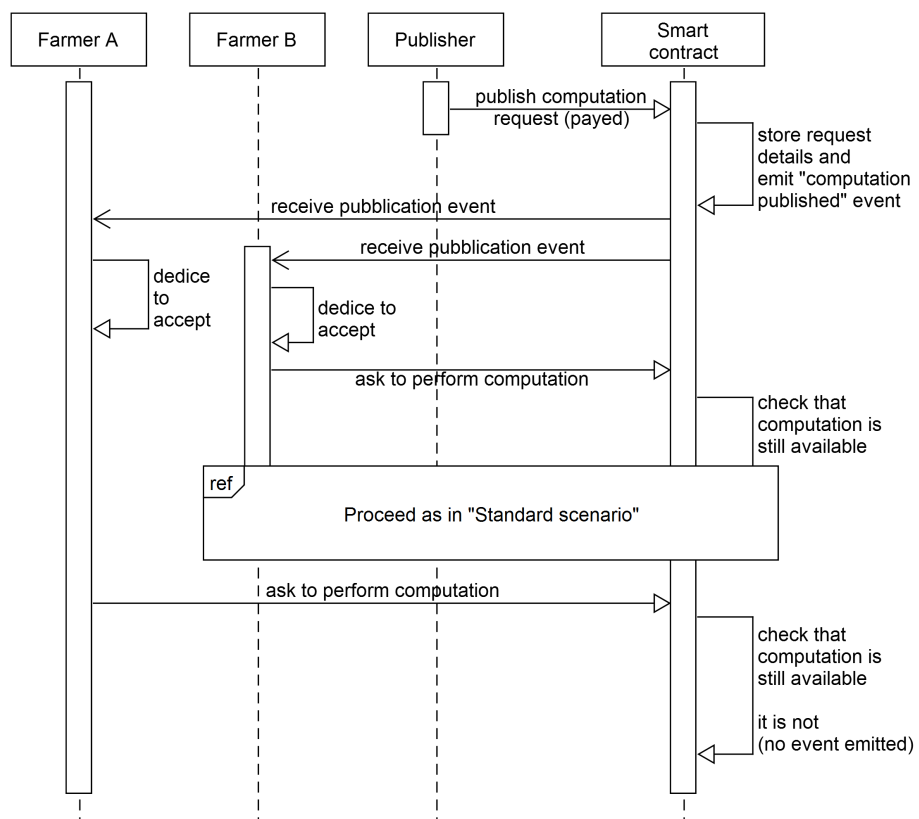 Farmer A
Farmer B
Publisher
Smart
contract
publish computation
request (payed)
store request
details and
emit "computation
published" event
receive pubblication event
receive pubblication event
dedice
to
accept
dedice to
accept
ask to perform computation
check that
computation is
still available
ref
Proceed as in "Standard scenario"
ask to perform computation
check that
computation is
still available
it is not
(no event emitted)